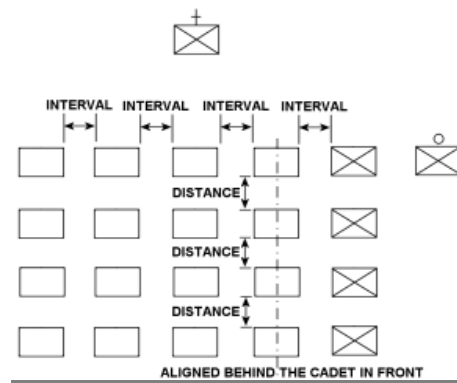 INTERVAL INTERVAL INTERVAL INTERVAL
DISTANCE
DISTANCE
DISTANCE
ALIGNED BEHIND THE CADET IN FRONT